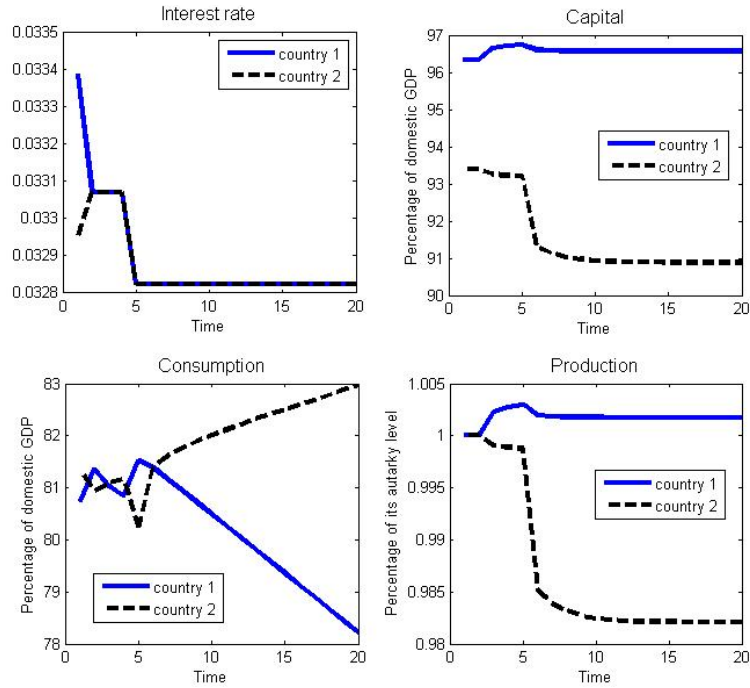 Interest rate
0.0335
0.0334
0.0333
0.0332
0.0331
0.033
0.0329
0.0328
0
5
10
15
20
Time
country 1
country 2
Capital
Percentage of domestic GDP
97
96
95
94
93
92
91
90
0
5
10
15
20
Time
country 1
country 2
Consumption
Percentage of domestic GDP
83
82
81
80
79
78
0
5
10
15
20
Time
country 1
country 2
Production
Percentage of its autarky level
1.005
1
0.995
0.99
0.985
0.98
0
5
10
15
20
Time
country 1
country 2